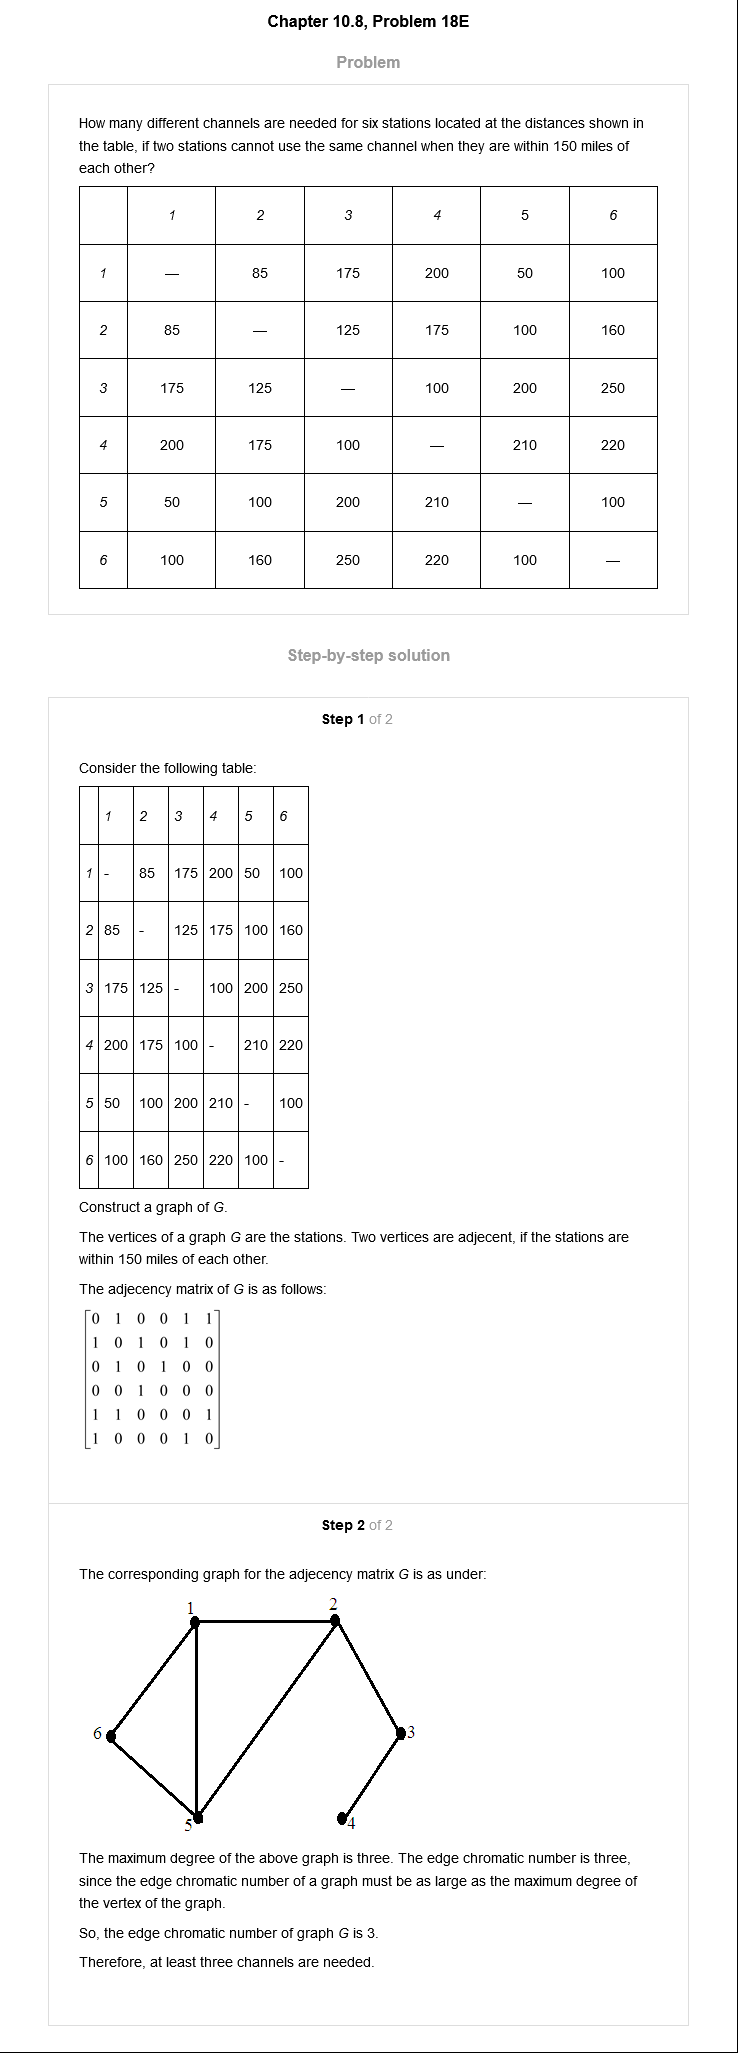 Chapter 10.8, Problem 18E
Problem
How many different channels are needed for six stations located at the distances shown in
the table, if two stations cannot use the same channel when they are within 150 miles of
each other?
1 2 3 4 5 6
1 — 85 175 200 50 100
2 85 — 125 175 100 160
3 175 125 — 100 200 250
4 200 175 100 — 210 220
5 50 100 200 210 — 100
6 100 160 250 220 100 —
Step-by-step solution
Step 1 of 2
Consider the following table:
1 2 3 4 5 6
1 - 85 175 200 50 100
2 85 - 125 175 100 160
3 175 125 - 100 200 250
4 200 175 100 - 210 220
5 50 100 200 210 - 100
6 100 160 250 220 100 -
Construct a graph of G.
The vertices of a graph G are the stations. Two vertices are adjecent, if the stations are
within 150 miles of each other.
The adjecency matrix of G is as follows:
0 1 0 0 1 1
1 0 1 0 1 0
0 1 0 1 0 0
0 0 1 0 0 0
1 1 0 0 0 1
1 0 0 0 1 0
Step 2 of 2
The corresponding graph for the adjecency matrix G is as under:
1 2
6 3
5 4
The maximum degree of the above graph is three. The edge chromatic number is three,
since the edge chromatic number of a graph must be as large as the maximum degree of
the vertex of the graph.
So, the edge chromatic number of graph G is 3.
Therefore, at least three channels are needed.